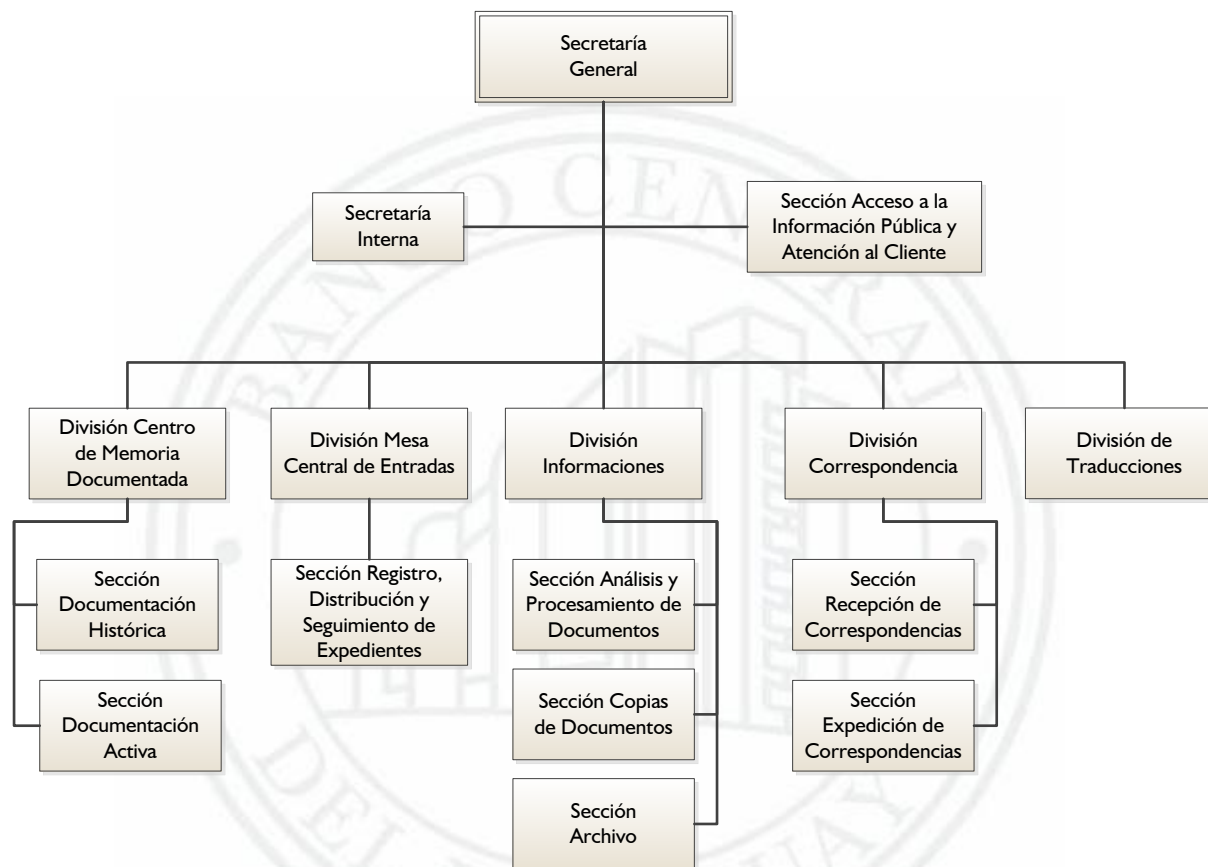 Secretaría
General
Secretaría
Interna
Sección Acceso a la
Información Pública y
Atención al Cliente
División Centro
de Memoria
Documentada
División Mesa
Central de Entradas
División
Informaciones
División
Correspondencia
División de
Traducciones
Sección
Documentación
Histórica
Sección Registro,
Distribución y
Seguimiento de
Expedientes
Sección Análisis y
Procesamiento de
Documentos
Sección
Recepción de
Correspondencias
Sección
Documentación
Activa
Sección Copias
de Documentos
Sección
Expedición de
Correspondencias
Sección
Archivo
BANCO CENTRAL
DEL